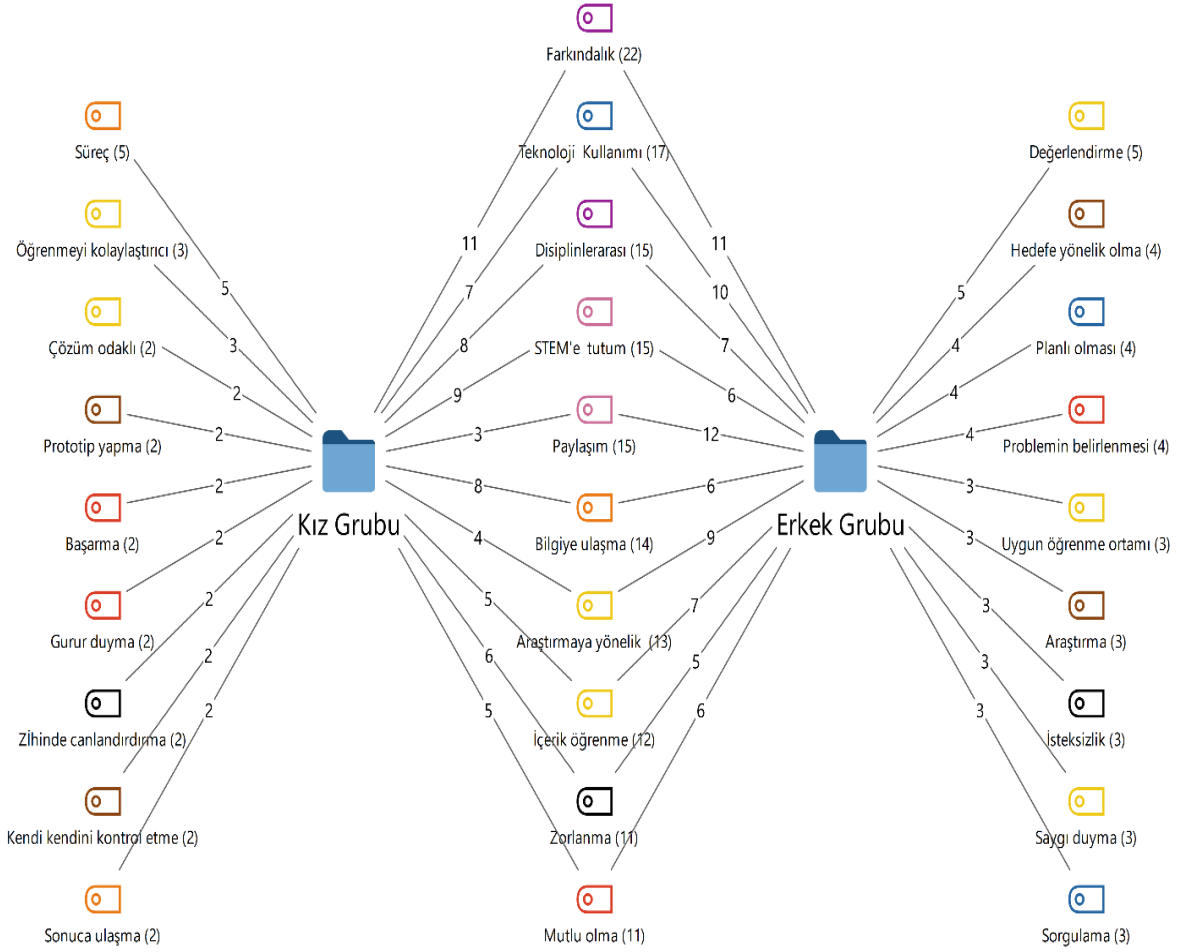 Farkındalık (22)
Süreç (5)
Teknoloji Kullanımı (17)
Değerlendirme (5)
Öğrenmeyi kolaylaştırıcı (3)
11
7
Disiplinlerarası (15)
11
10
Hedefe yönelik olma (4)
5
5
Çözüm odaklı (2)
3
8
STEM'e tutum (15)
7
4
Planlı olması (4)
2
9
6
4
Prototip yapma (2)
2
3
Paylaşım (15)
12
4
Problemin belirlenmesi (4)
2
8
6
3
Başarma (2)
Kız Grubu
Bilgiye ulaşma (14)
Erkek Grubu
Uygun öğrenme ortamı (3)
2
4
9
3
Gurur duyma (2)
2
5
Araştırmaya yönelik (13)
7
3
Araştırma (3)
2
6
5
3
Zİhinde canlandırdırma (2)
2
5
İçerik öğrenme (12)
6
3
İsteksizlik (3)
Kendi kendini kontrol etme (2)
Zorlanma (11)
Saygı duyma (3)
Sonuca ulaşma (2)
Mutlu olma (11)
Sorgulama (3)